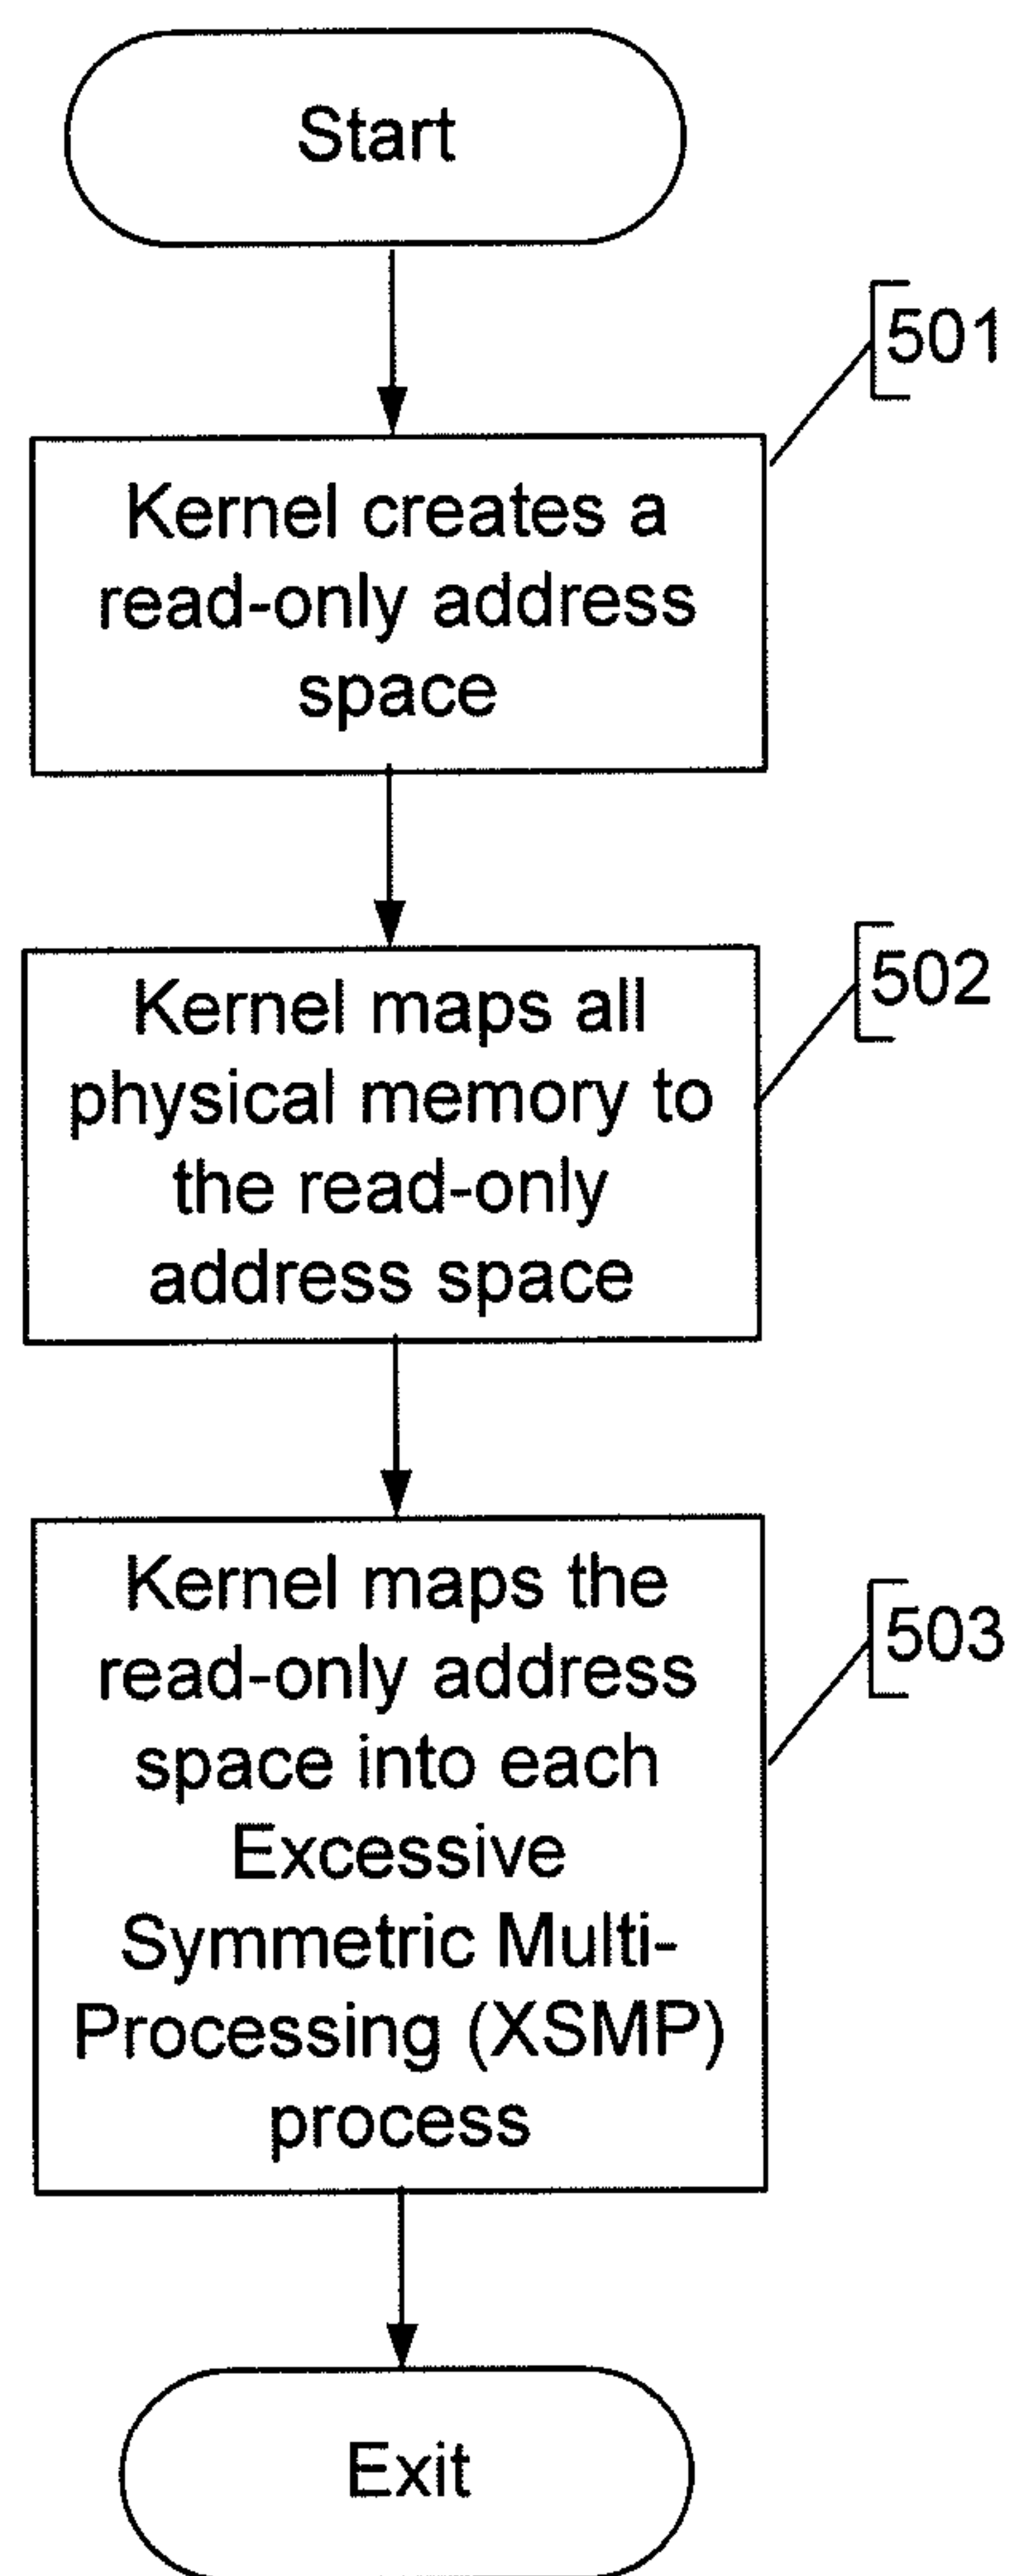 Start
501
Kernel creates a
read-only address
space
502
Kernel maps all
physical memory to
the read-only
address space
503
Kernel maps the
read-only address
space into each
Excessive
Symmetric Multi-
Processing (XSMP)
process
Exit